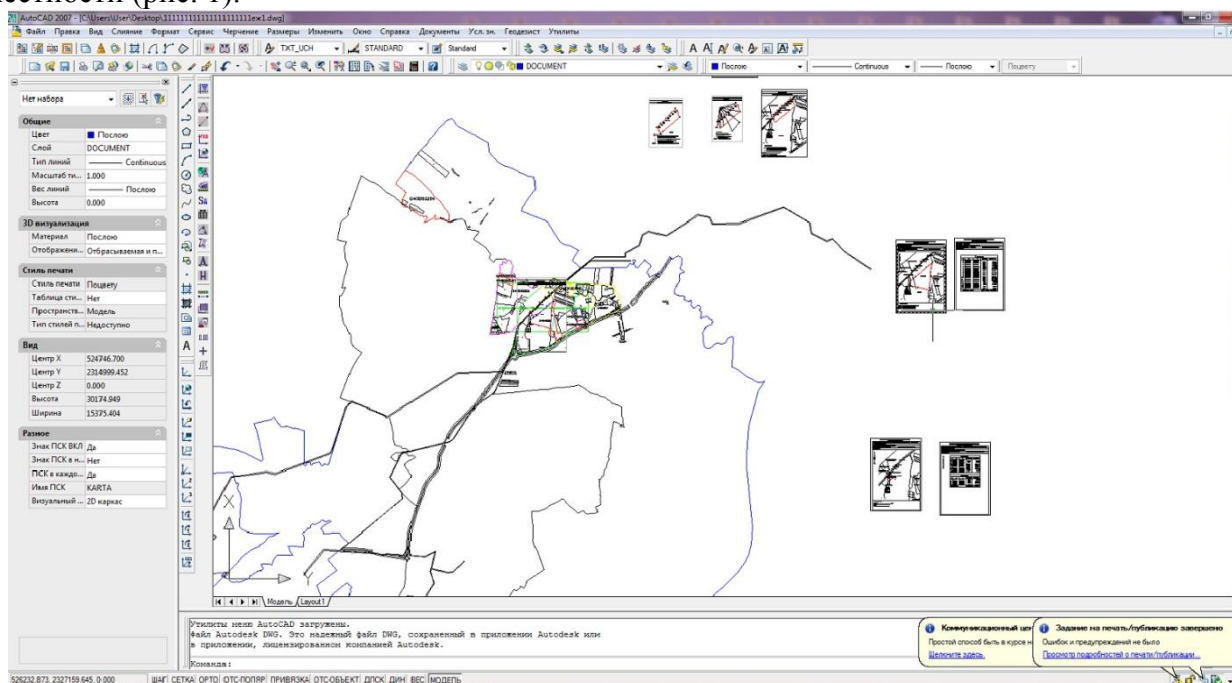 естности (рис. 1).
AutoCAD 2007 - [C:\Users\User\Desktop\
Файл Правка Вид Слияние Формат Сервис Черчение Размеры Изменить Окно Справка Документы Усл. зн. Геодезист Утилиты
TXT_UCH STANDARD Standard
DOCUMENT Послою Continuous Послою Поцвету
Нет набора
Общие
Цвет Послою
Слой DOCUMENT
Тип линий Continuous
Масштаб ти... 1.000
Вес линий Послою
Высота 0.000
3D визуализация
Материал Послою
Отображени... Отбрасываемая и п...
Стиль печати
Стиль печати Поцвету
Таблица сти... Нет
Пространств... Модель
Тип стилей п... Недоступно
Вид
Центр X 524746.700
Центр Y 2314999.452
Центр Z 0.000
Высота 30174.949
Ширина 15375.404
Разное
Знак ПСК ВКЛ Да
Знак ПСК в н... Нет
ПСК в каждо... Да
Имя ПСК KARTA
Визуальный ... 2D каркас
X
Y
Модель Layout1
Утилиты меню AutoCAD загружены.
Файл Autodesk DWG. Это надежный файл DWG, сохраненный в приложении Autodesk или
в приложении, лицензированном компанией Autodesk.
Команда:
Коммуникационный цен
Простой способ быть в курсе н
Щелкните здесь.
Задание на печать/публикацию завершено
Ошибок и предупреждений не было
Просмотр подробностей о печати/публикации...
526232.873, 2327159.645, 0.000 ШАГ СЕТКА ОРТО ОТС-ПОЛЯР ПРИВЯЗКА ОТС-ОБЪЕКТ ДПСК ДИН ВЕС МОДЕЛЬ